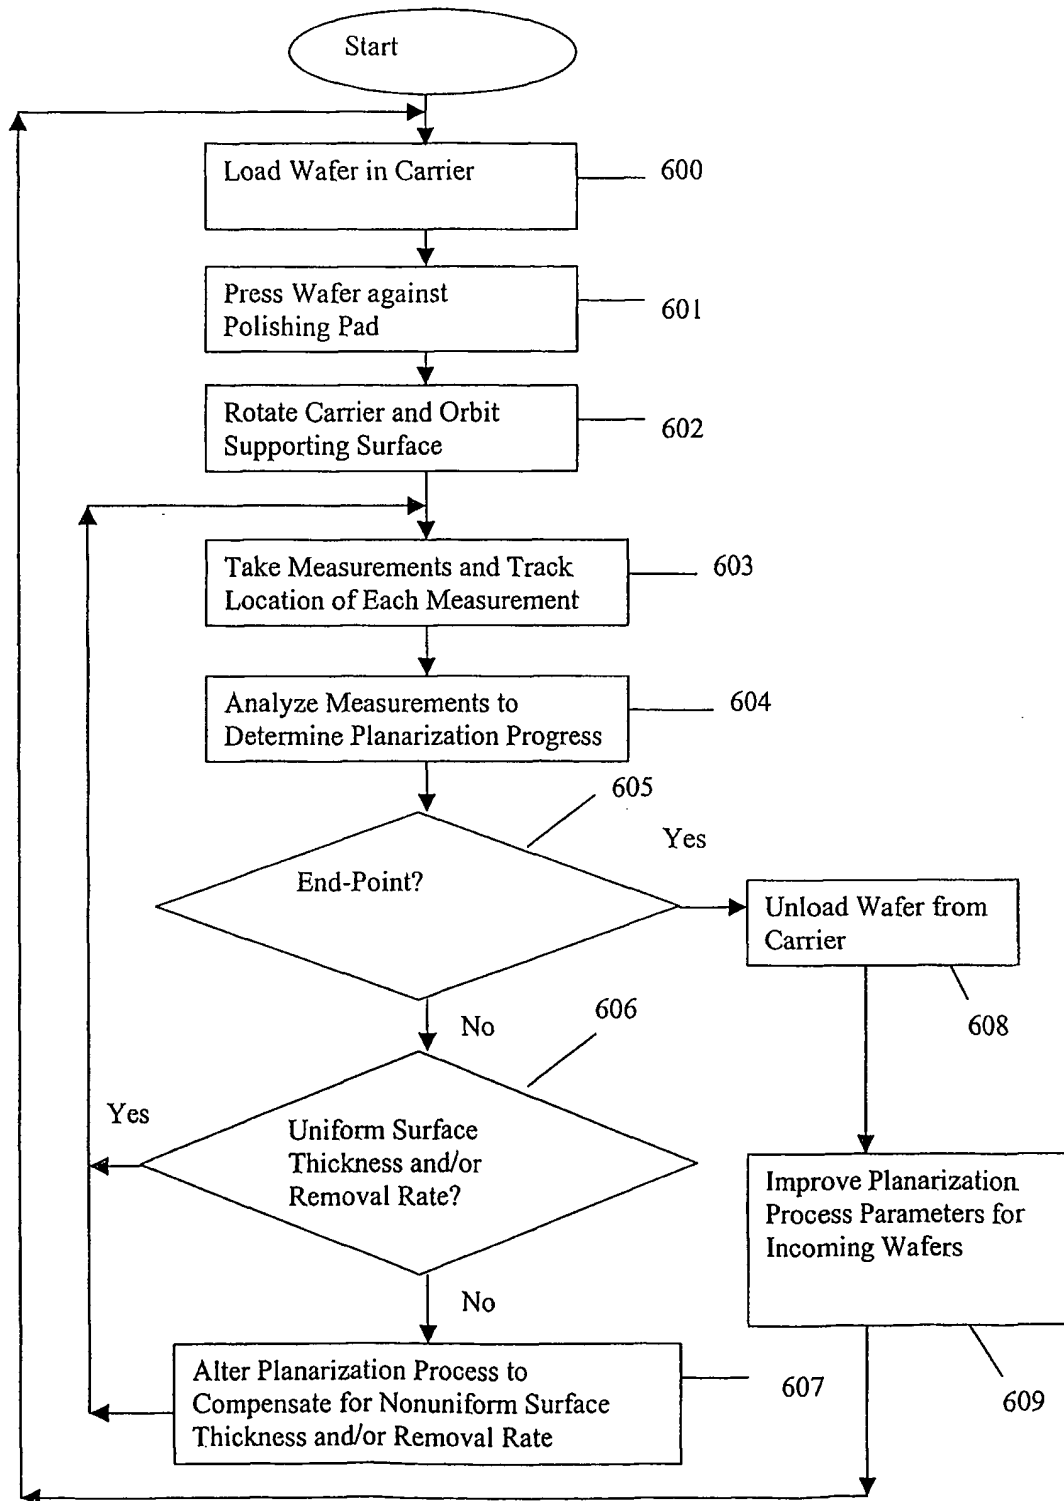 Start
Load Wafer in Carrier
600
Press Wafer against
Polishing Pad
601
Rotate Carrier and Orbit
Supporting Surface
602
Take Measurements and Track
Location of Each Measurement
603
Analyze Measurements to
Determine Planarization Progress
604
605
End-Point?
Yes
Unload Wafer from
Carrier
608
No
606
Uniform Surface
Thickness and/or
Removal Rate?
Yes
No
Improve Planarization
Process Parameters for
Incoming Wafers
609
Alter Planarization Process to
Compensate for Nonuniform Surface
Thickness and/or Removal Rate
607